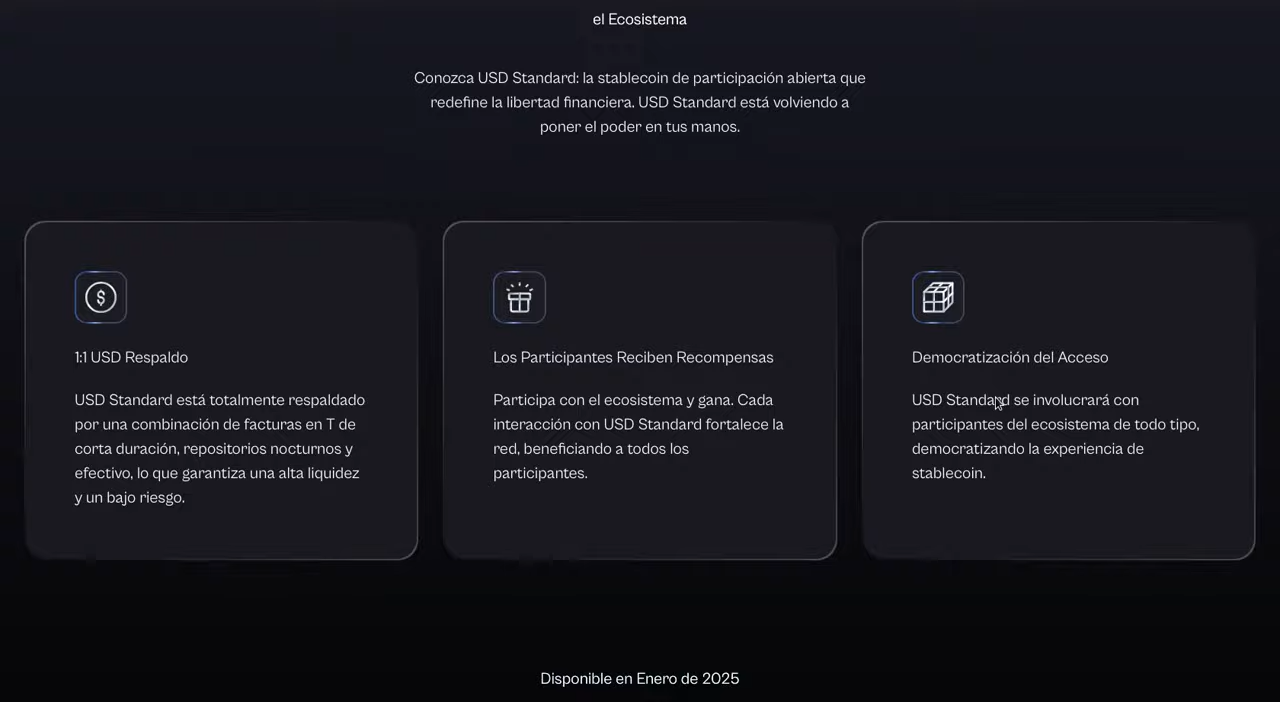 el Ecosistema
Conozca USD Standard: la stablecoin de participación abierta que
redefine la libertad financiera. USD Standard está volviendo a
poner el poder en tus manos.
1:1 USD Respaldo
USD Standard está totalmente respaldado
por una combinación de facturas en T de
corta duración, repositorios nocturnos y
efectivo, lo que garantiza una alta liquidez
y un bajo riesgo.
Los Participantes Reciben Recompensas
Participa con el ecosistema y gana. Cada
interacción con USD Standard fortalece la
red, beneficiando a todos los
participantes.
Democratización del Acceso
USD Standard se involucrará con
participantes del ecosistema de todo tipo,
democratizando la experiencia de
stablecoin.
Disponible en Enero de 2025